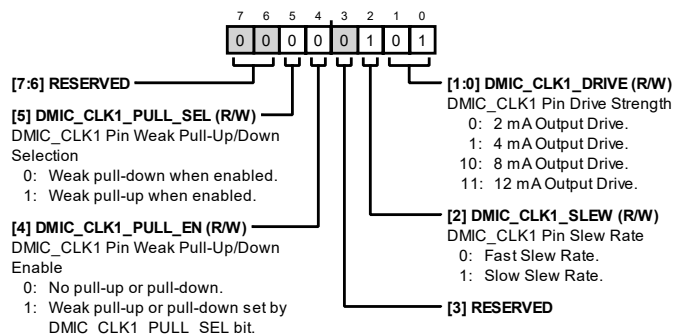 7 6 5 4 3 2 1 0
0 0 0 0 0 1 0 1
[7:6] RESERVED
[5] DMIC_CLK1_PULL_SEL (R/W)
DMIC_CLK1 Pin Weak Pull-Up/Down
Selection
0: Weak pull-down when enabled.
1: Weak pull-up when enabled.
[4] DMIC_CLK1_PULL_EN (R/W)
DMIC_CLK1 Pin Weak Pull-Up/Down
Enable
0: No pull-up or pull-down.
1: Weak pull-up or pull-down set by
DMIC_CLK1_PULL_SEL bit.
[1:0] DMIC_CLK1_DRIVE (R/W)
DMIC_CLK1 Pin Drive Strength
0: 2 mA Output Drive.
1: 4 mA Output Drive.
10: 8 mA Output Drive.
11: 12 mA Output Drive.
[2] DMIC_CLK1_SLEW (R/W)
DMIC_CLK1 Pin Slew Rate
0: Fast Slew Rate.
1: Slow Slew Rate.
[3] RESERVED